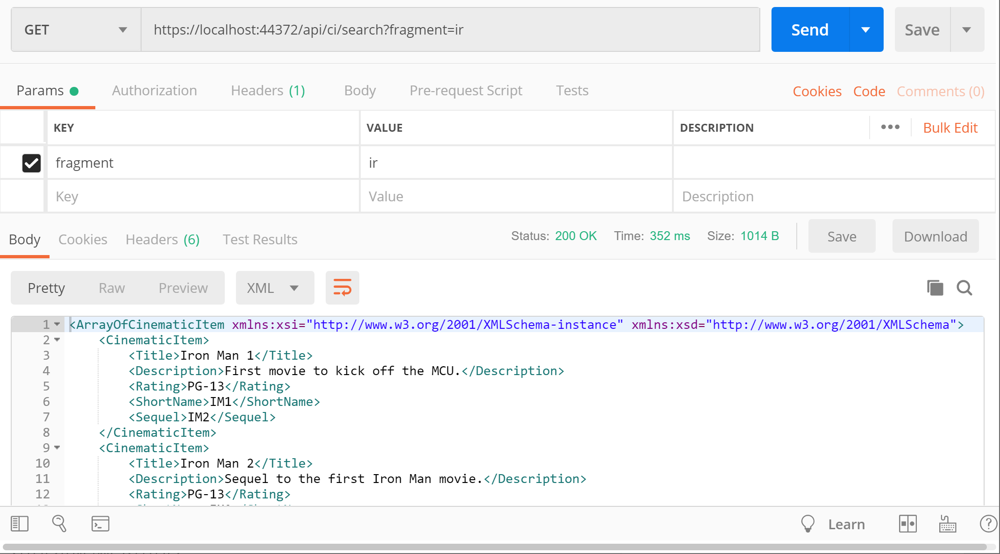 GET https://localhost:44372/api/ci/search?fragment=ir Send Save
Params Authorization Headers (1) Body Pre-request Script Tests Cookies Code Comments (0)
KEY VALUE DESCRIPTION ••• Bulk Edit
fragment ir
Key Value Description
Body Cookies Headers (6) Test Results Status: 200 OK Time: 352 ms Size: 1014 B Save Download
Pretty Raw Preview XML
1 <ArrayOfCinematicItem xmlns:xsi="http://www.w3.org/2001/XMLSchema-instance" xmlns:xsd="http://www.w3.org/2001/XMLSchema">
2 <CinematicItem>
3 <Title>Iron Man 1</Title>
4 <Description>First movie to kick off the MCU.</Description>
5 <Rating>PG-13</Rating>
6 <ShortName>IM1</ShortName>
7 <Sequel>IM2</Sequel>
8 </CinematicItem>
9 <CinematicItem>
10 <Title>Iron Man 2</Title>
11 <Description>Sequel to the first Iron Man movie.</Description>
12 <Rating>PG-13</Rating>
Learn